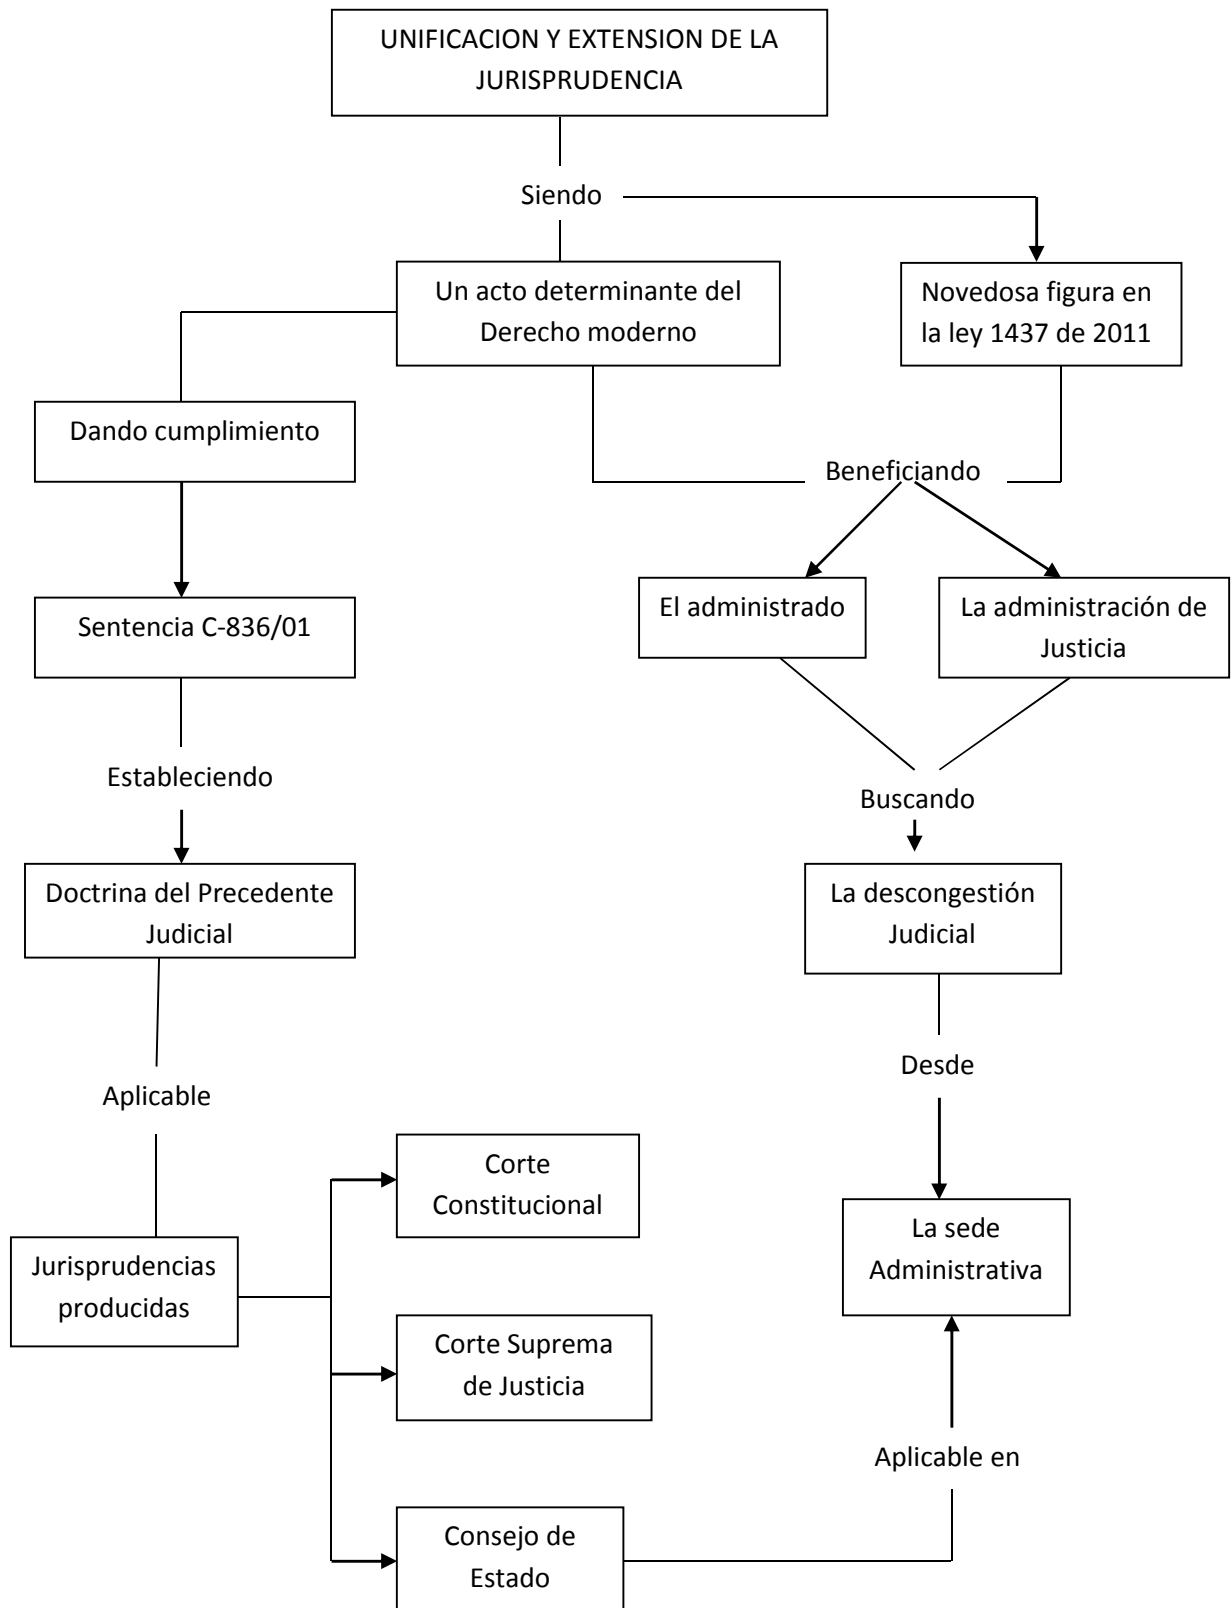 UNIFICACION Y EXTENSION DE LA
JURISPRUDENCIA
Siendo
Un acto determinante del
Derecho moderno
Novedosa figura en
la ley 1437 de 2011
Dando cumplimiento
Beneficiando
Sentencia C-836/01
El administrado
La administración de
Justicia
Estableciendo
Buscando
Doctrina del Precedente
Judicial
La descongestión
Judicial
Desde
Aplicable
Corte
Constitucional
La sede
Administrativa
Jurisprudencias
producidas
Corte Suprema
de Justicia
Aplicable en
Consejo de
Estado